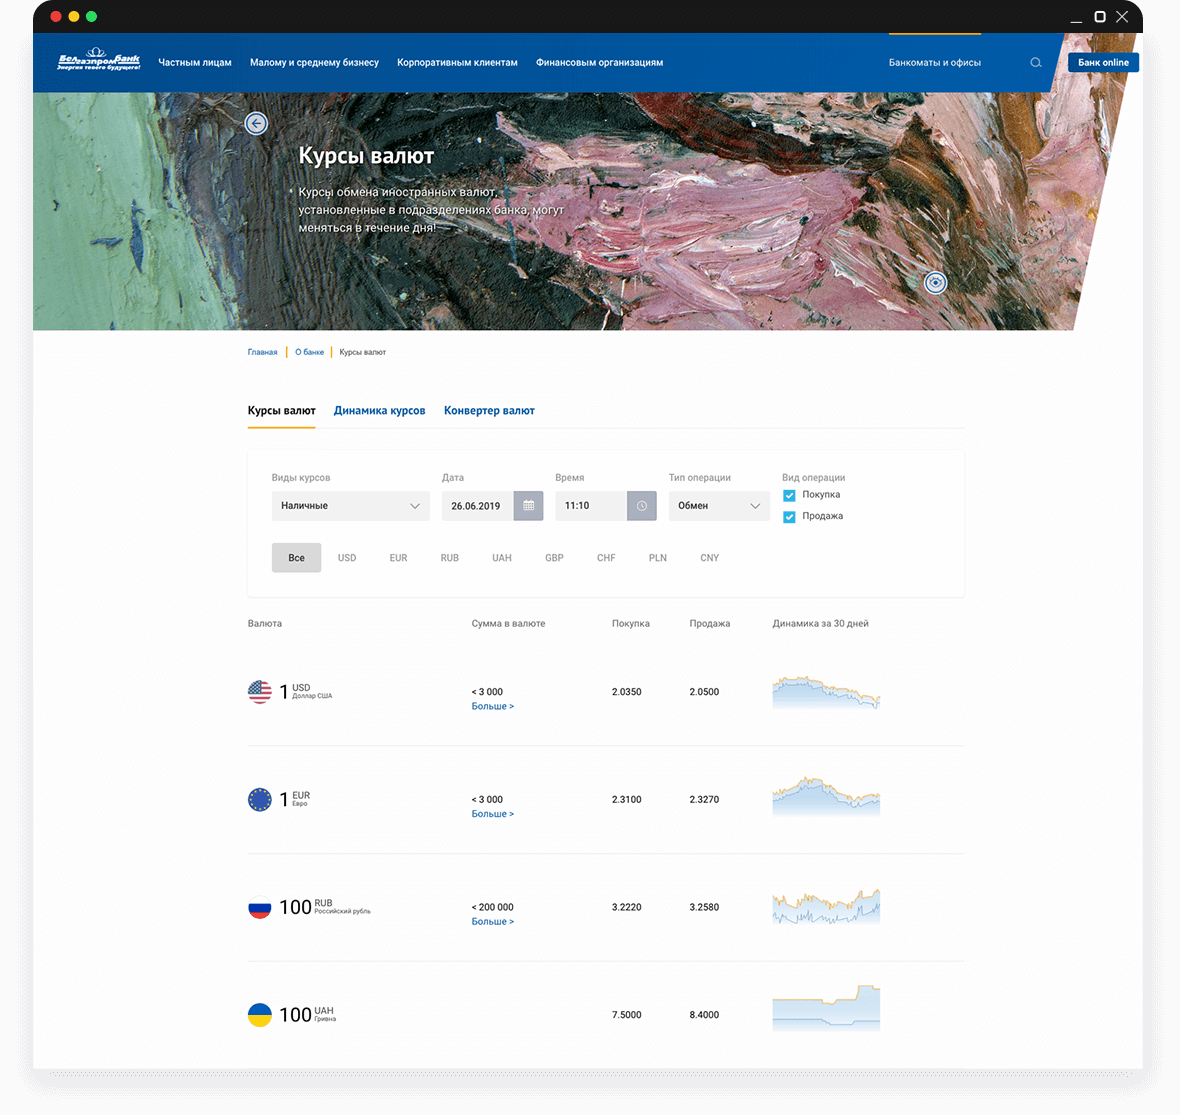 Белгазпромбанк
Энергия твоего будущего!
Частным лицам
Малому и среднему бизнесу
Корпоративным клиентам
Финансовым организациям
Банкоматы и офисы
Банк online
Курсы валют
* Курсы обмена иностранных валют,
установленные в подразделениях банка, могут
меняться в течение дня!
Главная
О банке
Курсы валют
Курсы валют
Динамика курсов
Конвертер валют
Виды курсов
Дата
Время
Тип операции
Вид операции
Наличные
26.06.2019
11:10
Обмен
Покупка
Продажа
Все
USD
EUR
RUB
UAH
GBP
CHF
PLN
CNY
Валюта
Сумма в валюте
Покупка
Продажа
Динамика за 30 дней
1 USD
Доллар США
< 3 000
Больше >
2.0350
2.0500
1 EUR
Евро
< 3 000
Больше >
2.3100
2.3270
100 RUB
Российский рубль
< 200 000
Больше >
3.2220
3.2580
100 UAH
Гривна
7.5000
8.4000